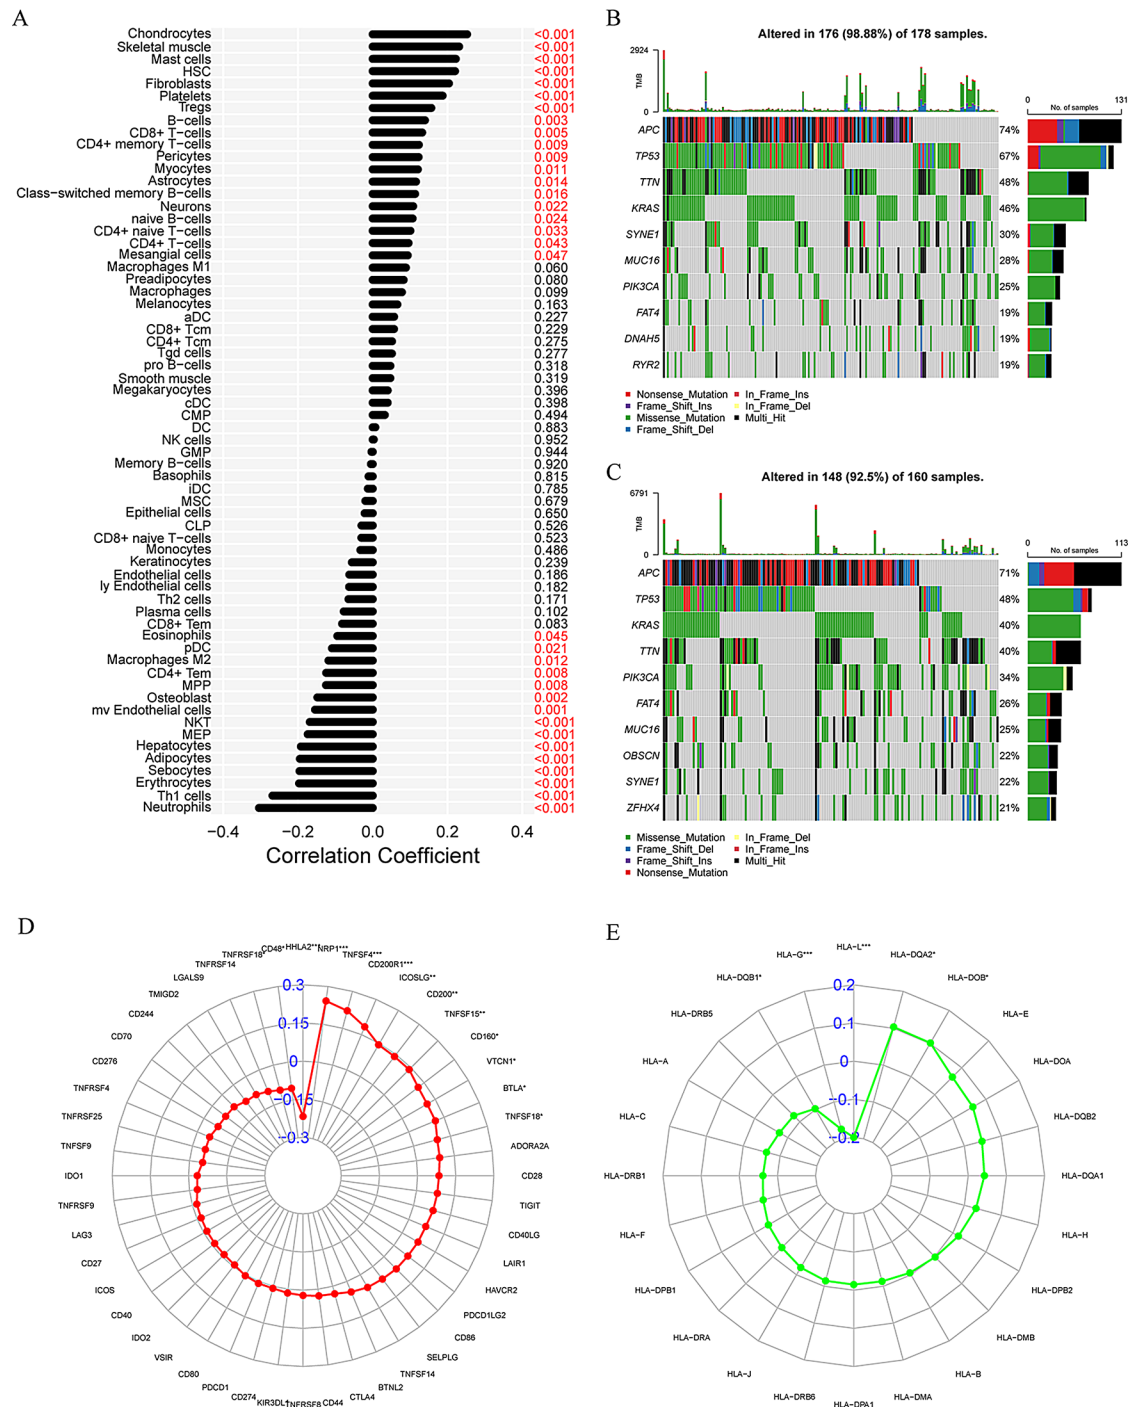 A
Chondrocytes <0.001
Skeletal muscle <0.001
Mast cells <0.001
HSC <0.001
Fibroblasts <0.001
Platelets <0.001
Tregs <0.001
B−cells 0.003
CD8+ T−cells 0.005
CD4+ memory T−cells 0.009
Pericytes 0.009
Myocytes 0.011
Astrocytes 0.014
Class−switched memory B−cells 0.016
Neurons 0.022
naive B−cells 0.024
CD4+ naive T−cells 0.033
CD4+ T−cells 0.043
Mesangial cells 0.047
Macrophages M1 0.060
Preadipocytes 0.080
Macrophages 0.099
Melanocytes 0.163
aDC 0.227
CD8+ Tcm 0.229
CD4+ Tcm 0.275
Tgd cells 0.277
pro B−cells 0.318
Smooth muscle 0.319
Megakaryocytes 0.396
cDC 0.398
CMP 0.494
DC 0.883
NK cells 0.952
GMP 0.944
Memory B−cells 0.920
Basophils 0.815
iDC 0.785
MSC 0.679
Epithelial cells 0.650
CLP 0.526
CD8+ naive T−cells 0.523
Monocytes 0.486
Keratinocytes 0.239
Endothelial cells 0.186
ly Endothelial cells 0.182
Th2 cells 0.171
Plasma cells 0.102
CD8+ Tem 0.083
Eosinophils 0.045
pDC 0.021
Macrophages M2 0.012
CD4+ Tem 0.008
MPP 0.008
Osteoblast 0.002
mv Endothelial cells 0.001
NKT <0.001
MEP <0.001
Hepatocytes <0.001
Adipocytes <0.001
Sebocytes <0.001
Erythrocytes <0.001
Th1 cells <0.001
Neutrophils <0.001
−0.4 −0.2 0.0 0.2 0.4
Correlation Coefficient
B
Altered in 176 (98.88%) of 178 samples.
2924
TMB
0
0 131
No. of samples
APC 74%
TP53 67%
TTN 48%
KRAS 46%
SYNE1 30%
MUC16 28%
PIK3CA 25%
FAT4 19%
DNAH5 19%
RYR2 19%
Nonsense_Mutation In_Frame_Ins
Frame_Shift_Ins In_Frame_Del
Missense_Mutation Multi_Hit
Frame_Shift_Del
C
Altered in 148 (92.5%) of 160 samples.
6791
TMB
0
0 113
No. of samples
APC 71%
TP53 48%
KRAS 40%
TTN 40%
PIK3CA 34%
FAT4 26%
MUC16 25%
OBSCN 22%
SYNE1 22%
ZFHX4 21%
Missense_Mutation In_Frame_Del
Frame_Shift_Del In_Frame_Ins
Frame_Shift_Ins Multi_Hit
Nonsense_Mutation
D
HHLA2**
NRP1***
TNFSF4***
CD200R1***
ICOSLG**
CD200**
TNFSF15**
CD160*
VTCN1*
BTLA*
TNFSF18*
ADORA2A
CD28
TIGIT
CD40LG
LAIR1
HAVCR2
PDCD1LG2
CD86
SELPLG
TNFSF14
BTNL2
CTLA4
CD44
TNFRSF8
CD274
PDCD1
CD80
VSIR
IDO2
CD40
ICOS
CD27
LAG3
TNFRSF9
IDO1
TNFSF9
TNFRSF25
TNFRSF4
CD276
CD70
CD244
TMIGD2
LGALS9
TNFRSF14
TNFRSF18*
CD48*
0.3
0.15
0
−0.15
−0.3
E
HLA−L***
HLA−DQA2*
HLA−DOB*
HLA−E
HLA−DOA
HLA−DQB2
HLA−DQA1
HLA−H
HLA−DPB2
HLA−DMB
HLA−B
HLA−DMA
HLA−DPA1
HLA−DRB6
HLA−J
HLA−DRA
HLA−DPB1
HLA−F
HLA−DRB1
HLA−C
HLA−A
HLA−DRB5
HLA−DQB1*
HLA−G***
0.2
0.1
0
−0.1
−0.2